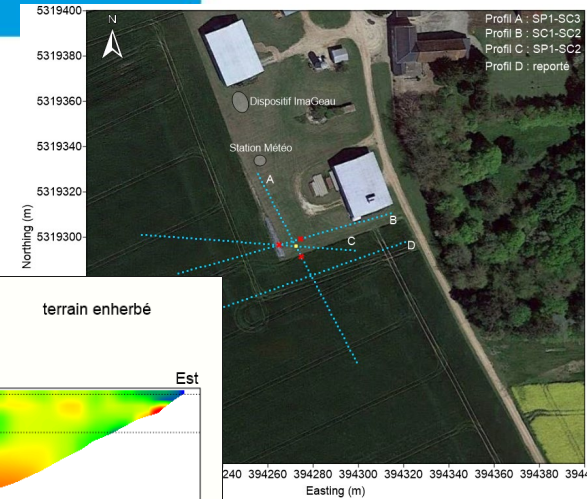 5319400
5319380
5319360
5319340
5319320
5319300
Northing (m)
N
Profil A : SP1-SC3
Profil B : SC1-SC2
Profil C : SP1-SC2
Profil D : reporté
Dispositif ImaGeau
Station Météo
A
B
C
D
terrain enherbé
Est
240 394260 394280 394300 394320 394340 394360 394380 3944
Easting (m)